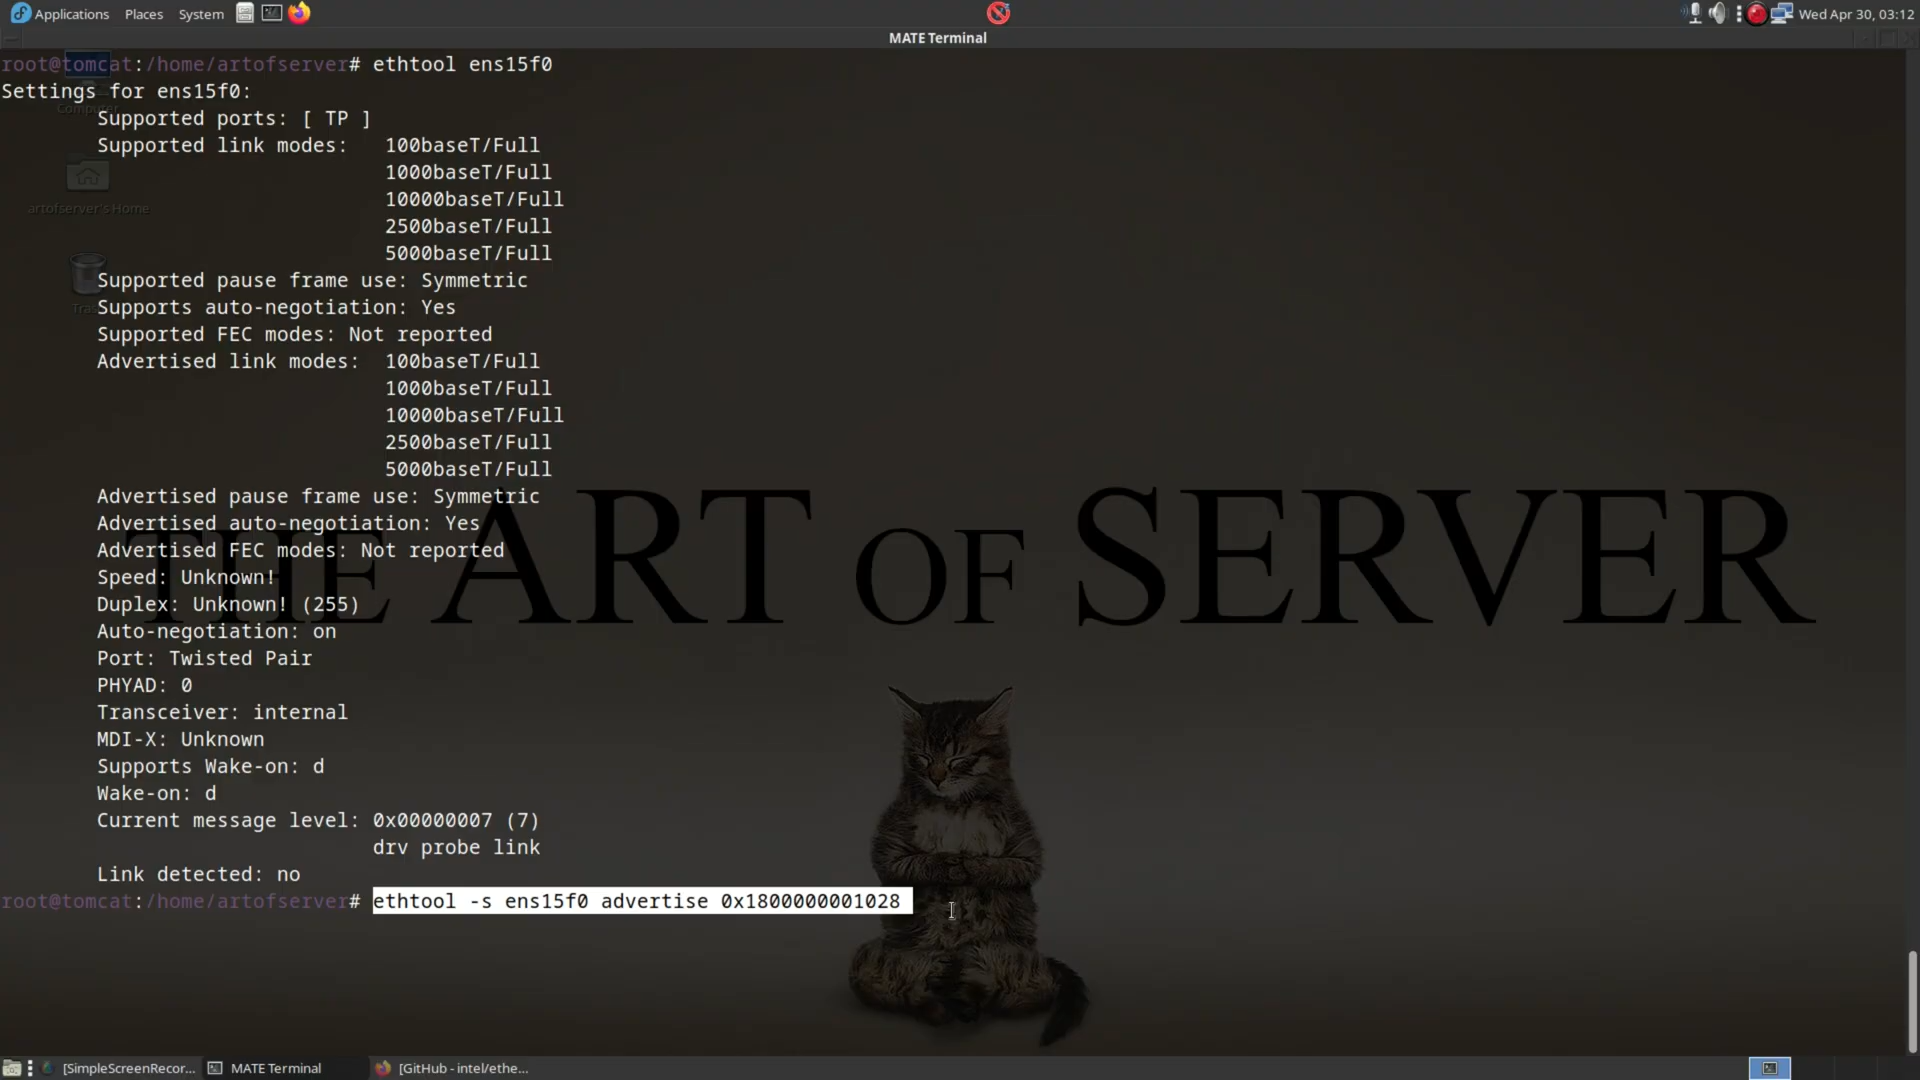 Applications Places System Wed Apr 30, 03:12
MATE Terminal
root@tomcat:/home/artofserver# ethtool ens15f0
Settings for ens15f0:
Computer
Supported ports: [ TP ]
Supported link modes: 100baseT/Full
1000baseT/Full
10000baseT/Full
artofserver's Home
2500baseT/Full
5000baseT/Full
Supported pause frame use: Symmetric
Supports auto-negotiation: Yes
Supported FEC modes: Not reported
Advertised link modes: 100baseT/Full
1000baseT/Full
10000baseT/Full
2500baseT/Full
5000baseT/Full
Advertised pause frame use: Symmetric
Advertised auto-negotiation: Yes
Advertised FEC modes: Not reported
THE ART OF SERVER
Speed: Unknown!
Duplex: Unknown! (255)
Auto-negotiation: on
Port: Twisted Pair
PHYAD: 0
Transceiver: internal
MDI-X: Unknown
Supports Wake-on: d
Wake-on: d
Current message level: 0x00000007 (7)
drv probe link
Link detected: no
root@tomcat:/home/artofserver# ethtool -s ens15f0 advertise 0x1800000001028
[SimpleScreenRecor... MATE Terminal [GitHub - intel/ethe...